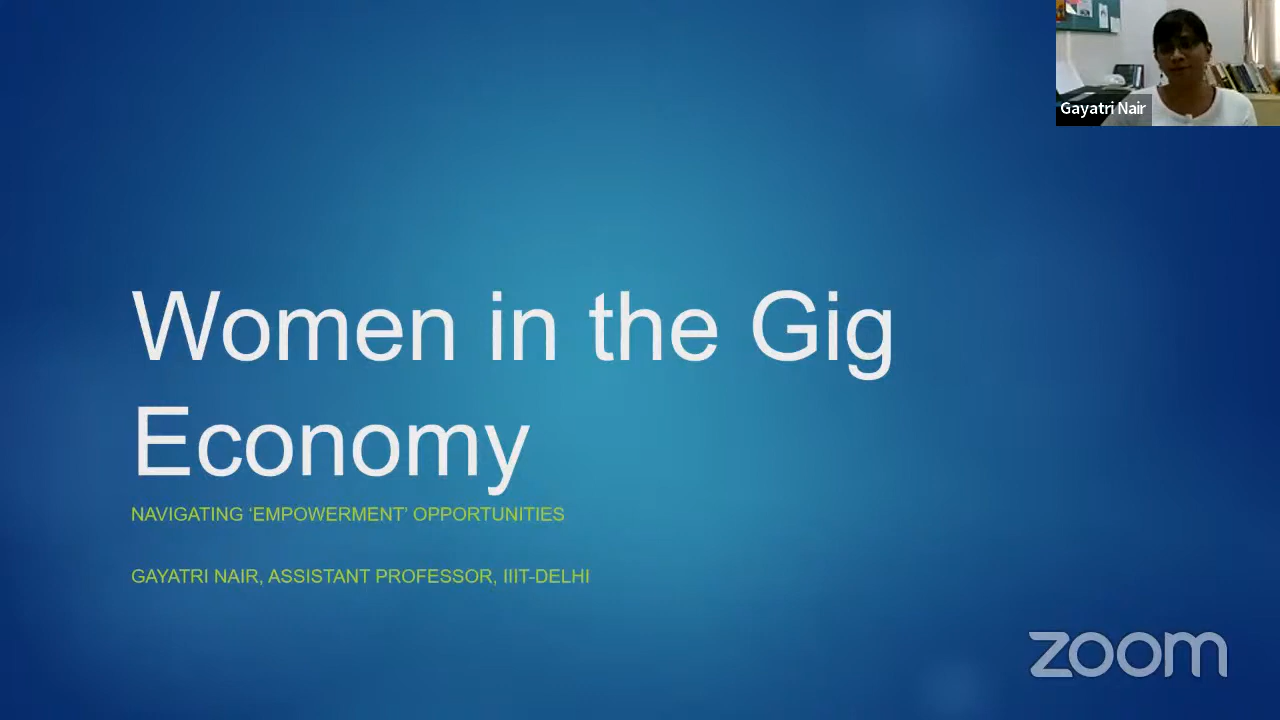 Gayatri Nair
Women in the Gig
Economy
NAVIGATING ‘EMPOWERMENT’ OPPORTUNITIES
GAYATRI NAIR, ASSISTANT PROFESSOR, IIIT-DELHI
zoom